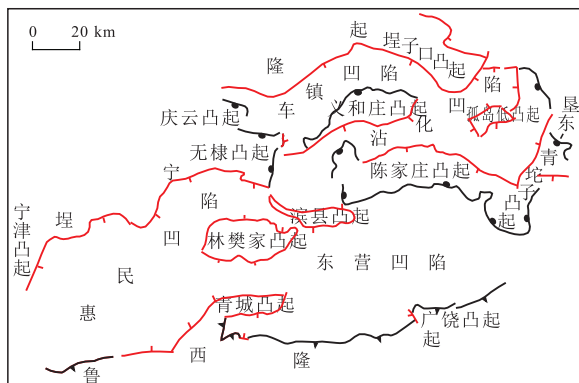 0 20 km
埕子口凸起
埕宁隆起
车镇凹陷
义和庄凸起
庆云凸起
无棣凸起
沾化凹陷
孤岛低凸起
垦东青坨子凸起
陈家庄凸起
宁津凸起
滨县凸起
林樊家凸起
惠民凹陷
东营凹陷
青城凸起
广饶凸起
鲁西隆起